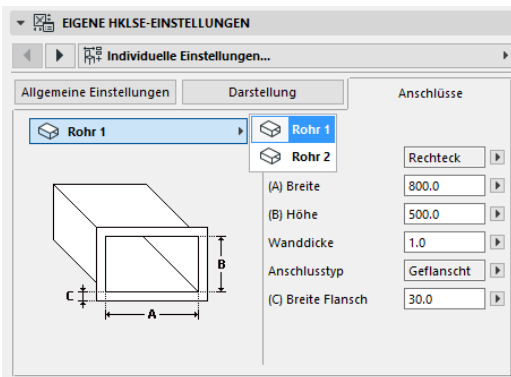 EIGENE HKLSE-EINSTELLUNGEN
Individuelle Einstellungen...
Allgemeine Einstellungen Darstellung Anschlüsse
Rohr 1 Rohr 1
Rohr 2
Rechteck
(A) Breite 800.0
(B) Höhe 500.0
Wanddicke 1.0
Anschlusstyp Geflanscht
(C) Breite Flansch 30.0
B
C
A